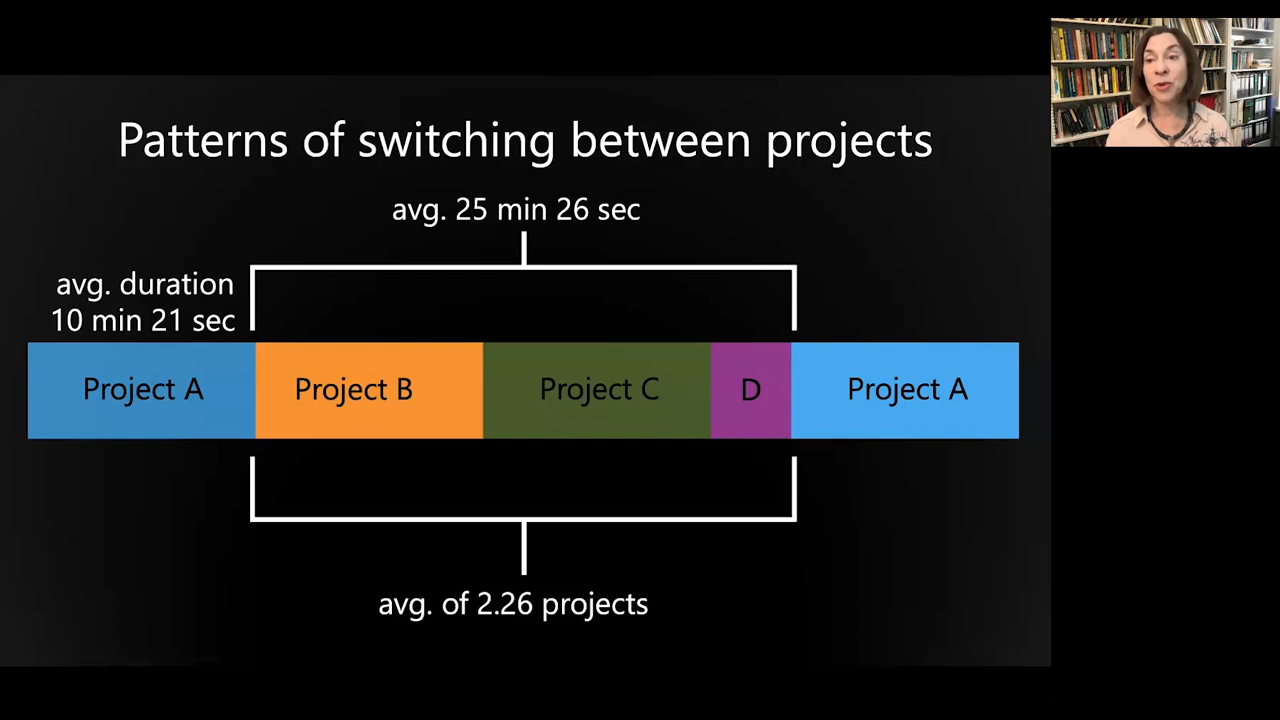 Patterns of switching between projects
avg. 25 min 26 sec
avg. duration
10 min 21 sec
Project A
Project B
Project C
D
Project A
avg. of 2.26 projects